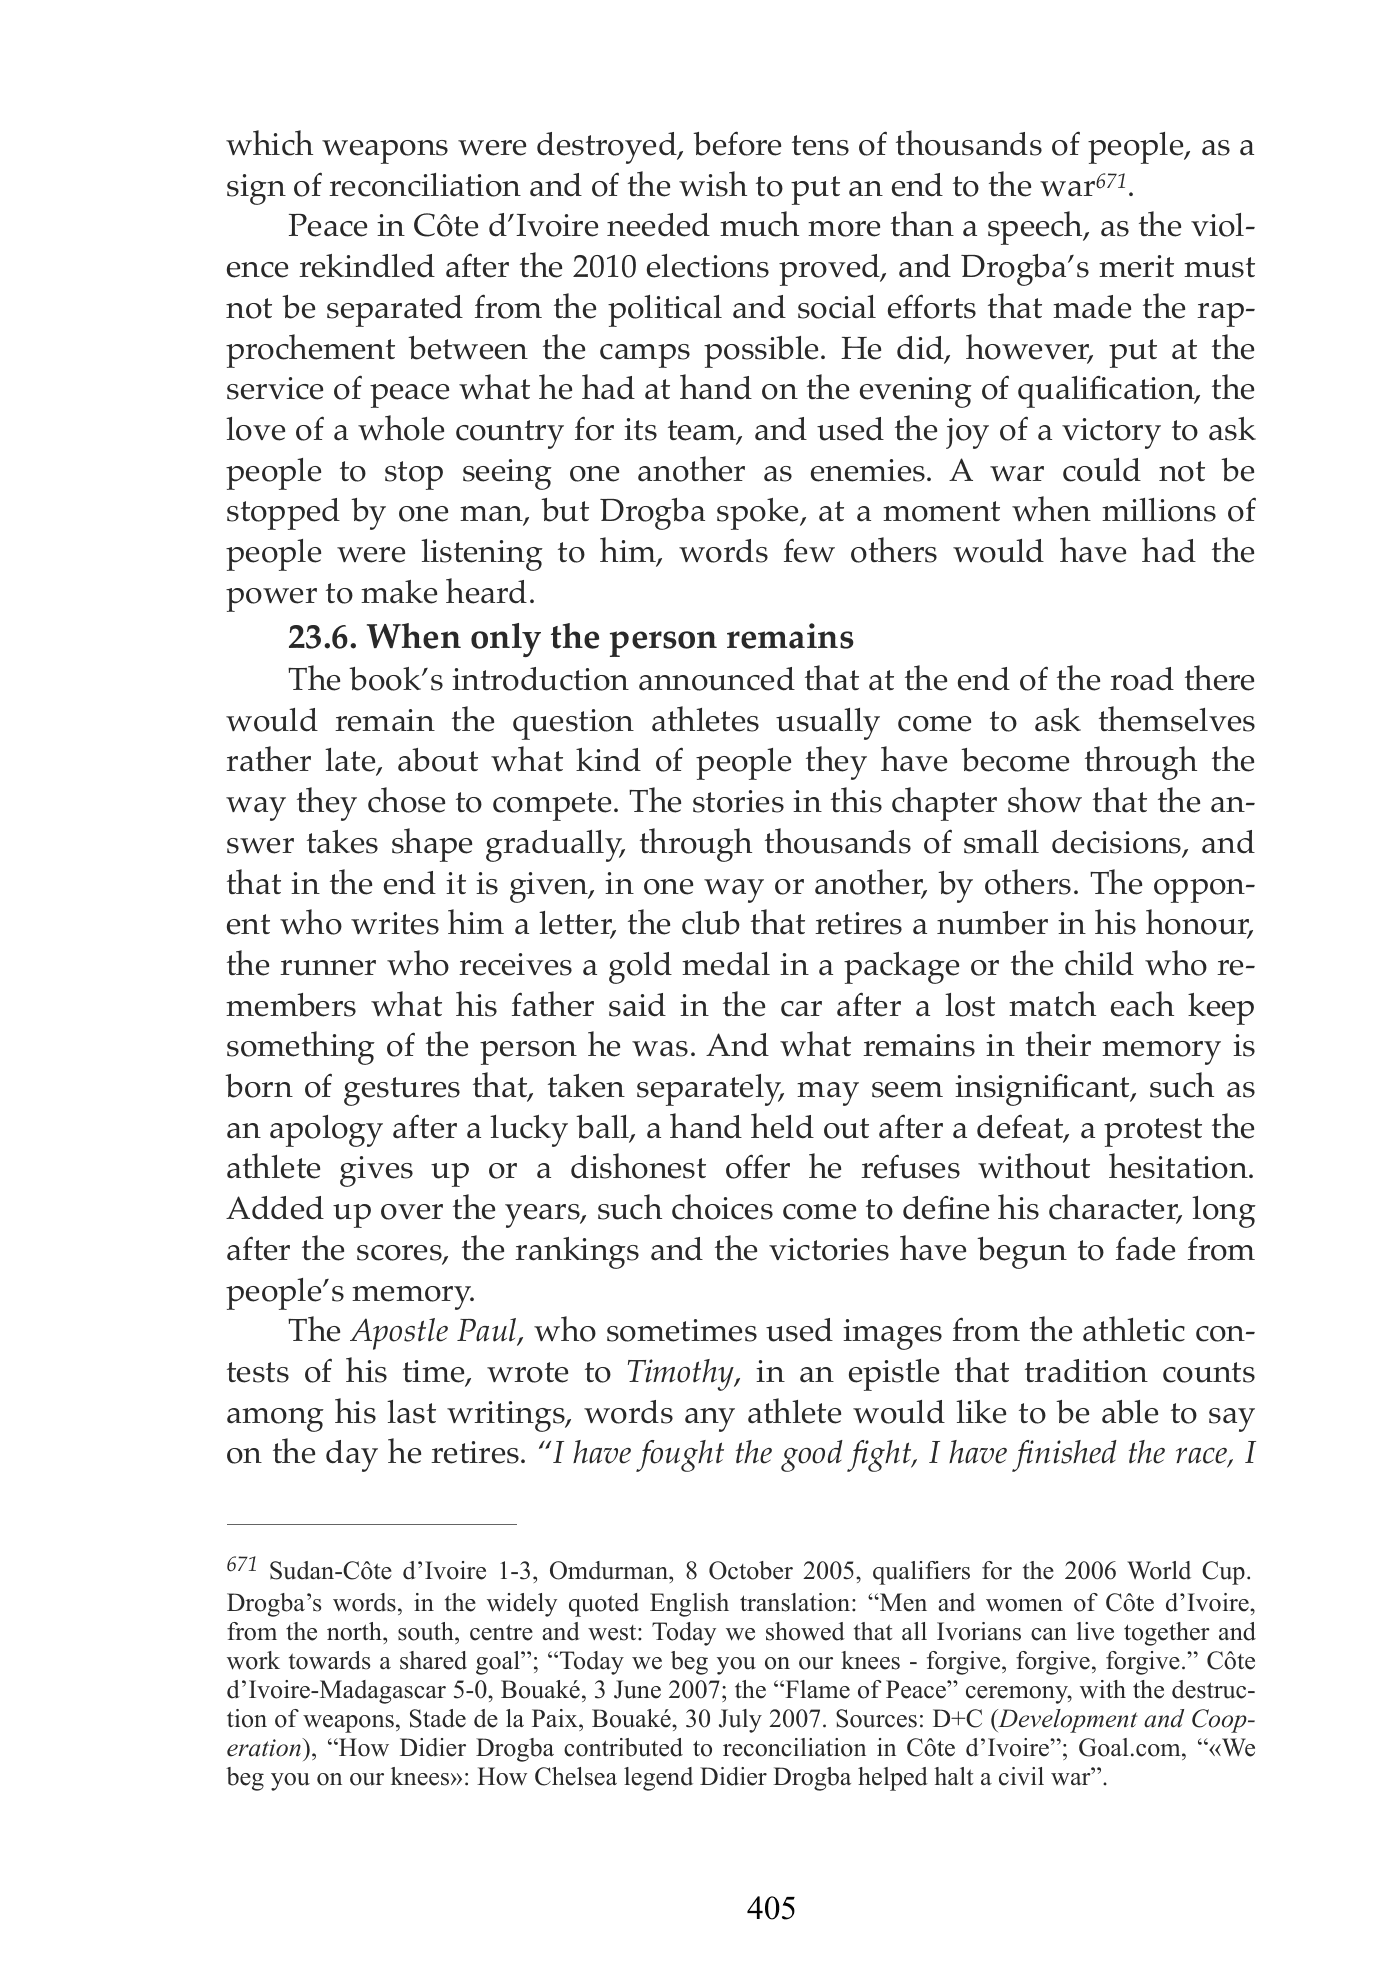 which weapons were destroyed, before tens of thousands of people, as a
sign of reconciliation and of the wish to put an end to the war671.
Peace in Côte d’Ivoire needed much more than a speech, as the viol-
ence rekindled after the 2010 elections proved, and Drogba’s merit must
not be separated from the political and social efforts that made the rap-
prochement between the camps possible. He did, however, put at the
service of peace what he had at hand on the evening of qualification, the
love of a whole country for its team, and used the joy of a victory to ask
people to stop seeing one another as enemies. A war could not be
stopped by one man, but Drogba spoke, at a moment when millions of
people were listening to him, words few others would have had the
power to make heard.
23.6. When only the person remains
The book’s introduction announced that at the end of the road there
would remain the question athletes usually come to ask themselves
rather late, about what kind of people they have become through the
way they chose to compete. The stories in this chapter show that the an-
swer takes shape gradually, through thousands of small decisions, and
that in the end it is given, in one way or another, by others. The oppon-
ent who writes him a letter, the club that retires a number in his honour,
the runner who receives a gold medal in a package or the child who re-
members what his father said in the car after a lost match each keep
something of the person he was. And what remains in their memory is
born of gestures that, taken separately, may seem insignificant, such as
an apology after a lucky ball, a hand held out after a defeat, a protest the
athlete gives up or a dishonest offer he refuses without hesitation.
Added up over the years, such choices come to define his character, long
after the scores, the rankings and the victories have begun to fade from
people’s memory.
The Apostle Paul, who sometimes used images from the athletic con-
tests of his time, wrote to Timothy, in an epistle that tradition counts
among his last writings, words any athlete would like to be able to say
on the day he retires. “I have fought the good fight, I have finished the race, I
671 Sudan-Côte d’Ivoire 1-3, Omdurman, 8 October 2005, qualifiers for the 2006 World Cup.
Drogba’s words, in the widely quoted English translation: “Men and women of Côte d’Ivoire,
from the north, south, centre and west: Today we showed that all Ivorians can live together and
work towards a shared goal”; “Today we beg you on our knees - forgive, forgive, forgive.” Côte
d’Ivoire-Madagascar 5-0, Bouaké, 3 June 2007; the “Flame of Peace” ceremony, with the destruc-
tion of weapons, Stade de la Paix, Bouaké, 30 July 2007. Sources: D+C (Development and Coop-
eration), “How Didier Drogba contributed to reconciliation in Côte d’Ivoire”; Goal.com, “«We
beg you on our knees»: How Chelsea legend Didier Drogba helped halt a civil war”.
405